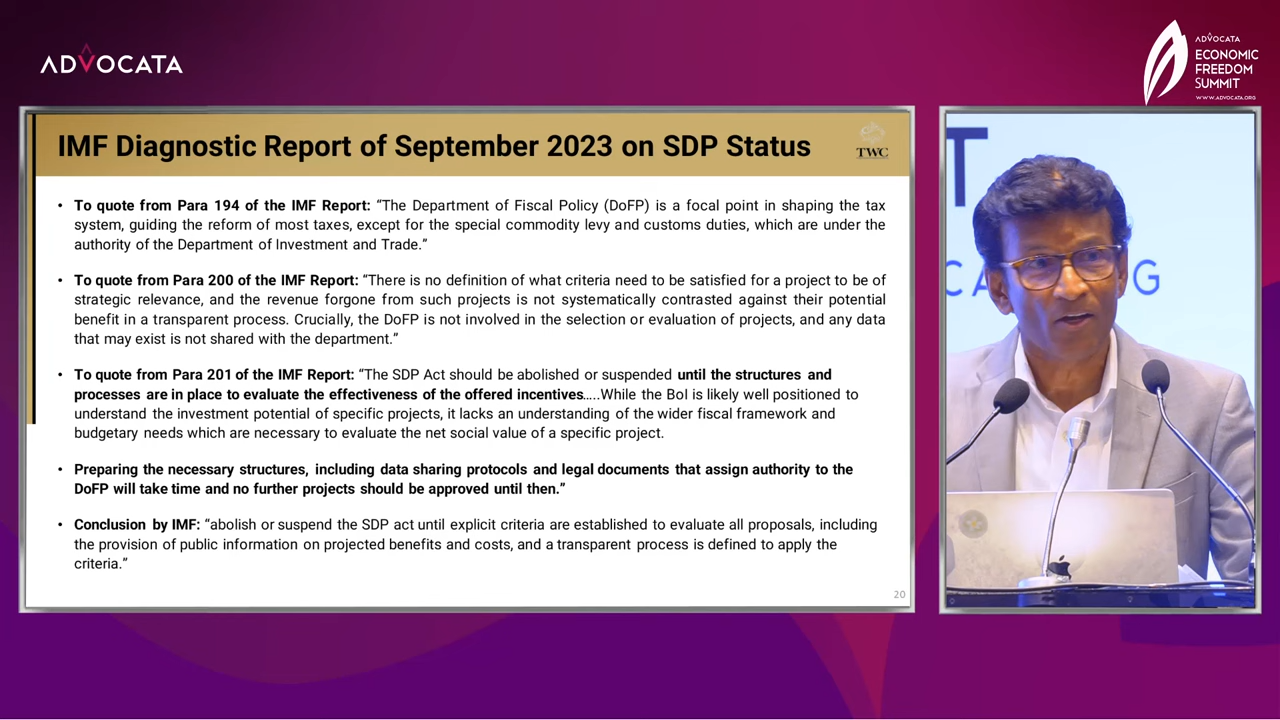 ADVOCATA
ADVOCATA
ECONOMIC
FREEDOM
SUMMIT
WWW.ADVOCATA.ORG
IMF Diagnostic Report of September 2023 on SDP Status
TWC
• To quote from Para 194 of the IMF Report: “The Department of Fiscal Policy (DoFP) is a focal point in shaping the tax
system, guiding the reform of most taxes, except for the special commodity levy and customs duties, which are under the
authority of the Department of Investment and Trade.”
• To quote from Para 200 of the IMF Report: “There is no definition of what criteria need to be satisfied for a project to be of
strategic relevance, and the revenue forgone from such projects is not systematically contrasted against their potential
benefit in a transparent process. Crucially, the DoFP is not involved in the selection or evaluation of projects, and any data
that may exist is not shared with the department.”
• To quote from Para 201 of the IMF Report: “The SDP Act should be abolished or suspended until the structures and
processes are in place to evaluate the effectiveness of the offered incentives…..While the BoI is likely well positioned to
understand the investment potential of specific projects, it lacks an understanding of the wider fiscal framework and
budgetary needs which are necessary to evaluate the net social value of a specific project.
• Preparing the necessary structures, including data sharing protocols and legal documents that assign authority to the
DoFP will take time and no further projects should be approved until then.”
• Conclusion by IMF: “abolish or suspend the SDP act until explicit criteria are established to evaluate all proposals, including
the provision of public information on projected benefits and costs, and a transparent process is defined to apply the
criteria.”
20
T
CA
G